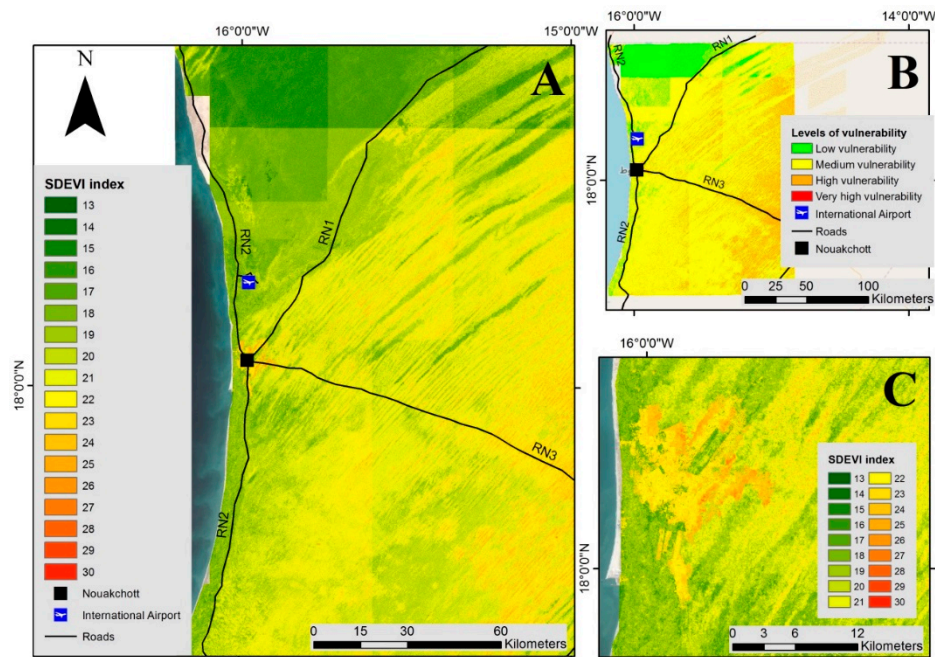 16°0'0"W
15°0'0"W
N
A
SDEVI index
13
14
15
16
17
18
19
20
21
22
23
24
25
26
27
28
29
30
Nouakchott
International Airport
Roads
RN2
RN1
RN3
RN2
18°0'0"N
0 15 30 60
Kilometers
16°0'0"W
14°0'0"W
B
RN2
RN1
RN3
RN2
Levels of vulnerability
Low vulnerability
Medium vulnerability
High vulnerability
Very high vulnerability
International Airport
Roads
Nouakchott
18°0'0"N
0 25 50 100
Kilometers
16°0'0"W
C
SDEVI index
13 22
14 23
15 24
16 25
17 26
18 27
19 28
20 29
21 30
18°0'0"N
0 3 6 12
Kilometers